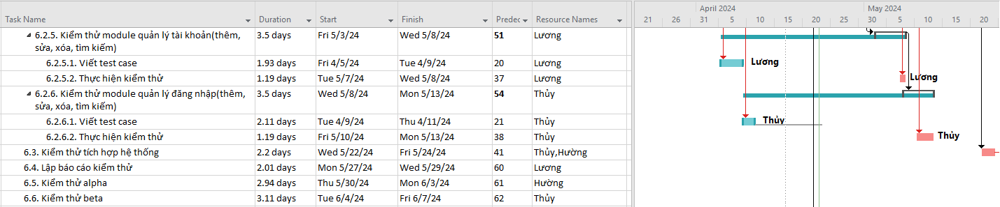 April 2024 May 2024
Task Name Duration Start Finish Predec Resource Names 21 26 31 5 10 15 20 25 30 5 10 15 20
6.2.5. Kiểm thử module quản lý tài khoản(thêm, 3.5 days Fri 5/3/24 Wed 5/8/24 51 Lương
sửa, xóa, tìm kiếm)
6.2.5.1. Viết test case 1.93 days Fri 4/5/24 Tue 4/9/24 20 Lương Lương
6.2.5.2. Thực hiện kiểm thử 1.19 days Tue 5/7/24 Wed 5/8/24 37 Lương Lương
6.2.6. Kiểm thử module quản lý đăng nhập(thêm, 3.5 days Wed 5/8/24 Mon 5/13/24 54 Thủy
sửa, xóa, tìm kiếm)
6.2.6.1. Viết test case 2.11 days Tue 4/9/24 Thu 4/11/24 21 Thủy Thủy
6.2.6.2. Thực hiện kiểm thử 1.19 days Fri 5/10/24 Mon 5/13/24 38 Thủy Thủy
6.3. Kiểm thử tích hợp hệ thống 2.2 days Wed 5/22/24 Fri 5/24/24 41 Thủy,Hường
6.4. Lập báo cáo kiểm thử 2.01 days Mon 5/27/24 Wed 5/29/24 60 Lương
6.5. Kiểm thử alpha 2.94 days Thu 5/30/24 Mon 6/3/24 61 Hường
6.6. Kiểm thử beta 3.11 days Tue 6/4/24 Fri 6/7/24 62 Thủy